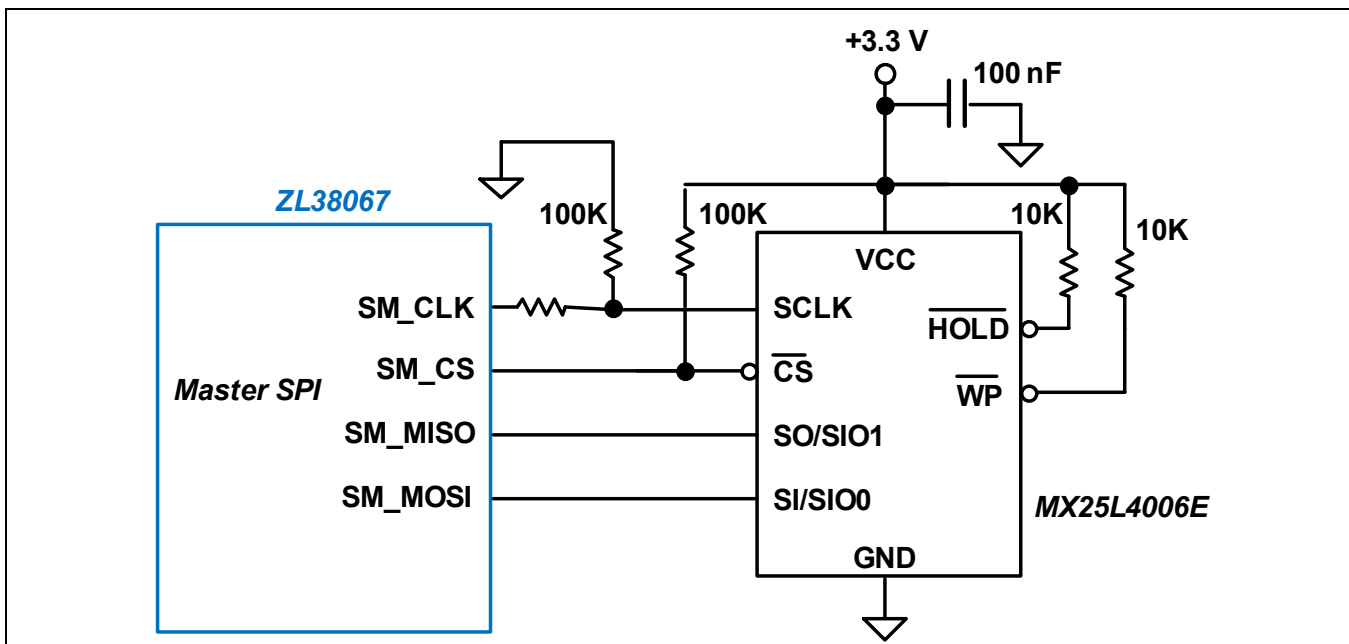 +3.3 V
100 nF
ZL38067
100K
100K
10K
10K
VCC
SM_CLK
SCLK
HOLD
SM_CS
CS
WP
Master SPI
SM_MISO
SO/SIO1
SM_MOSI
SI/SIO0
MX25L4006E
GND